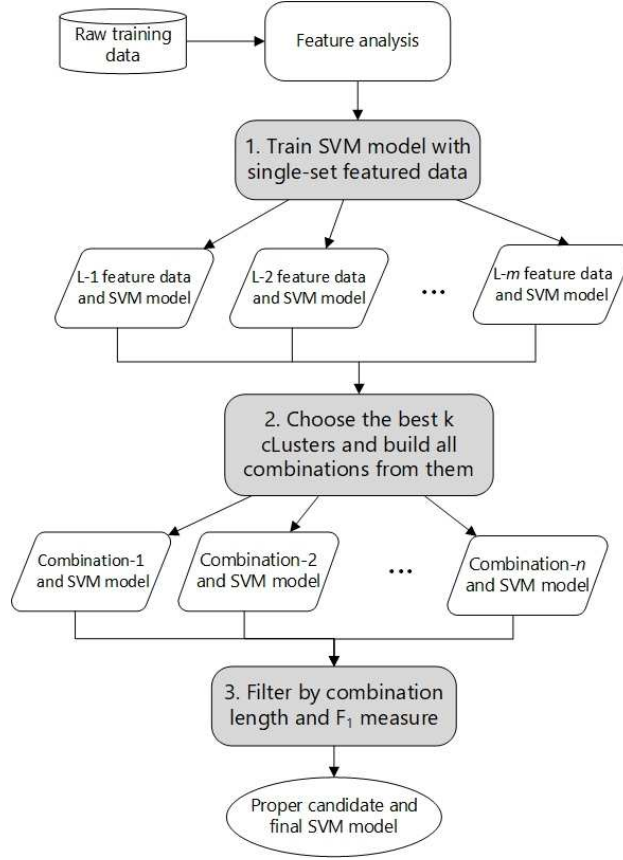 Raw training
data
Feature analysis
1. Train SVM model with
single-set featured data
L-1 feature data
and SVM model
L-2 feature data
and SVM model
...
L-m feature data
and SVM model
2. Choose the best k
cLusters and build all
combinations from them
Combination-1
and SVM model
Combination-2
and SVM model
...
Combination-n
and SVM model
3. Filter by combination
length and F₁ measure
Proper candidate and
final SVM model